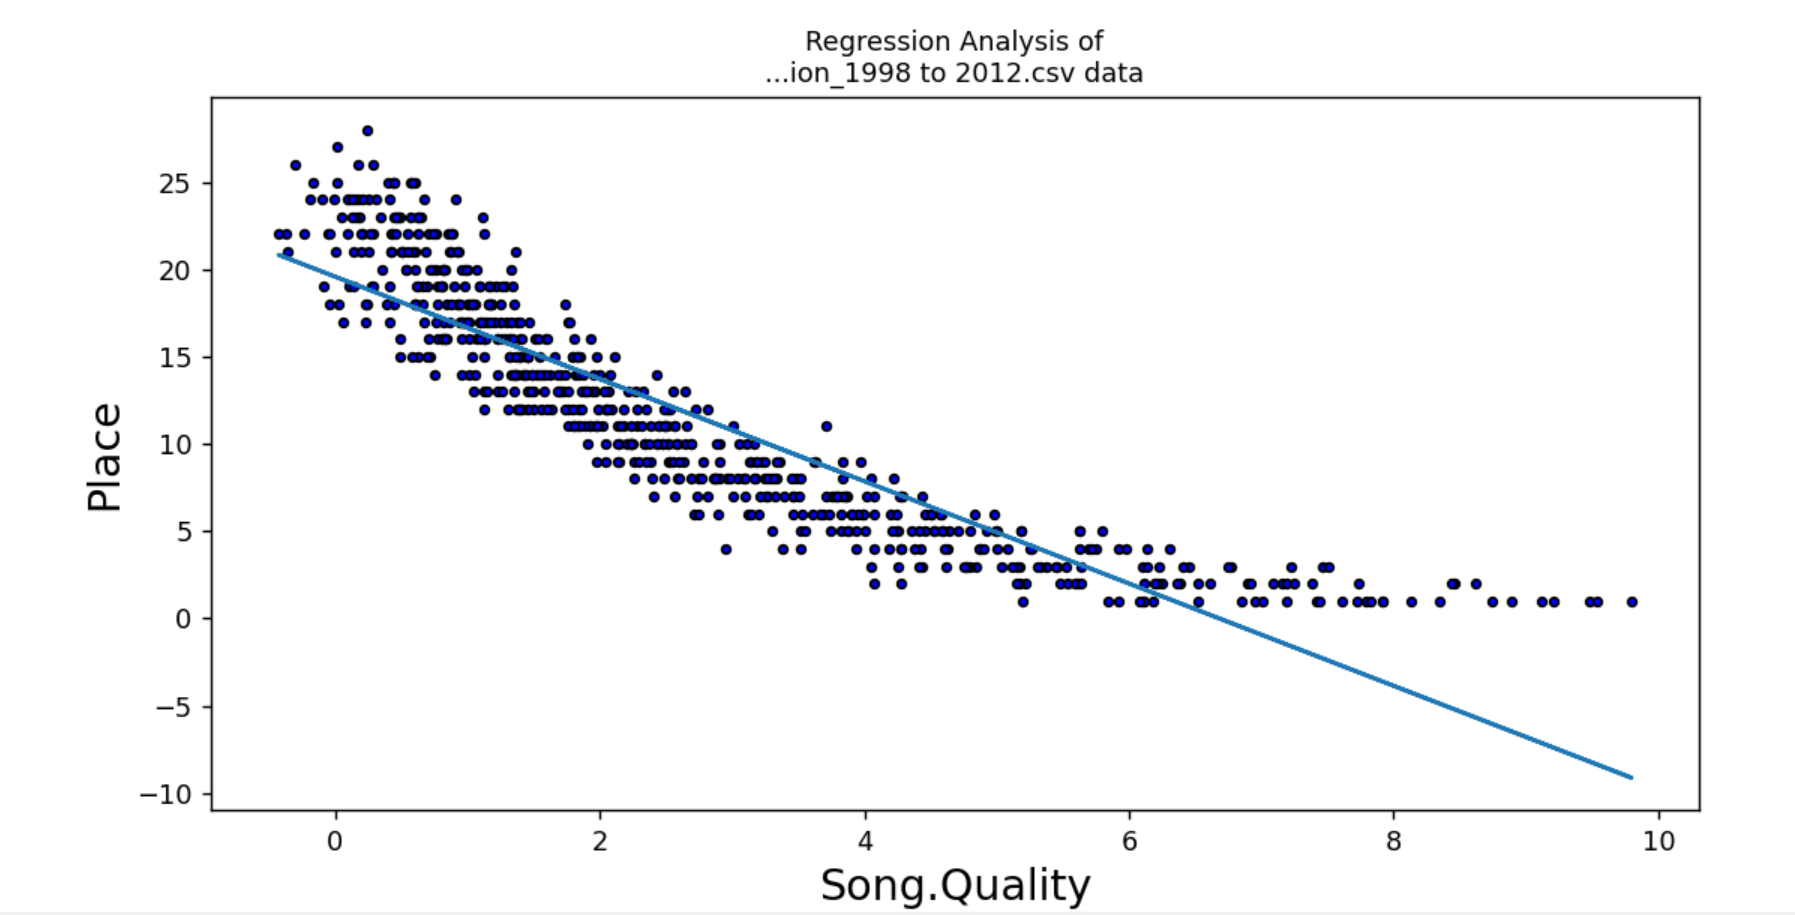 Regression Analysis of
...ion_1998 to 2012.csv data
25
20
15
10
5
0
−5
−10
Place
0 2 4 6 8 10
Song.Quality